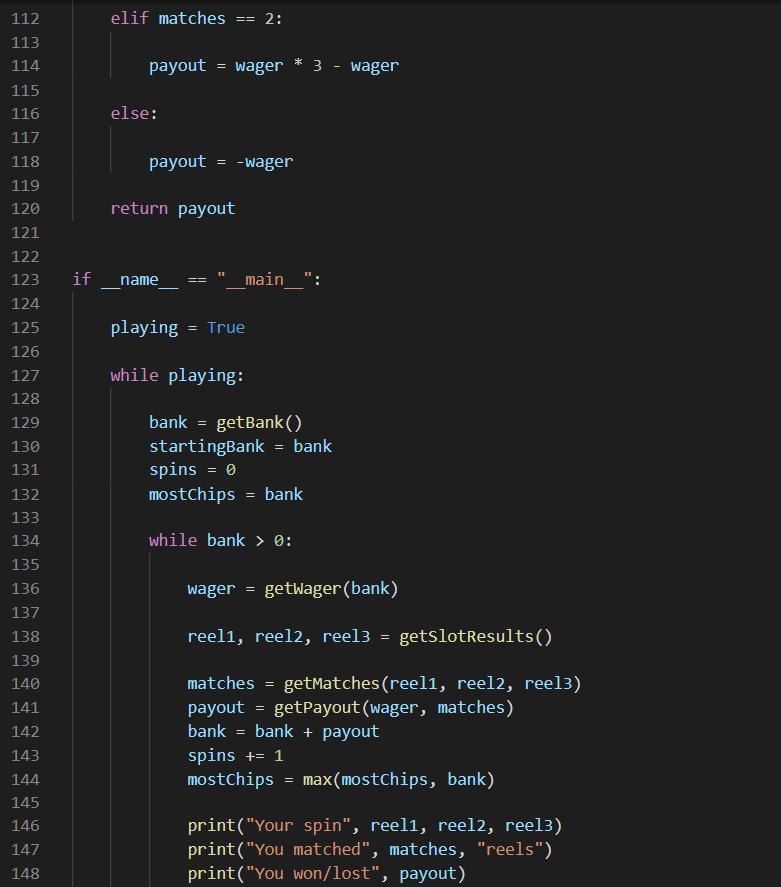 112 elif matches == 2:
113
114 payout = wager * 3 - wager
115
116 else:
117
118 payout = -wager
119
120 return payout
121
122
123 if __name__ == "__main__":
124
125 playing = True
126
127 while playing:
128
129 bank = getBank()
130 startingBank = bank
131 spins = 0
132 mostChips = bank
133
134 while bank > 0:
135
136 wager = getWager(bank)
137
138 reel1, reel2, reel3 = getSlotResults()
139
140 matches = getMatches(reel1, reel2, reel3)
141 payout = getPayout(wager, matches)
142 bank = bank + payout
143 spins += 1
144 mostChips = max(mostChips, bank)
145
146 print("Your spin", reel1, reel2, reel3)
147 print("You matched", matches, "reels")
148 print("You won/lost", payout)